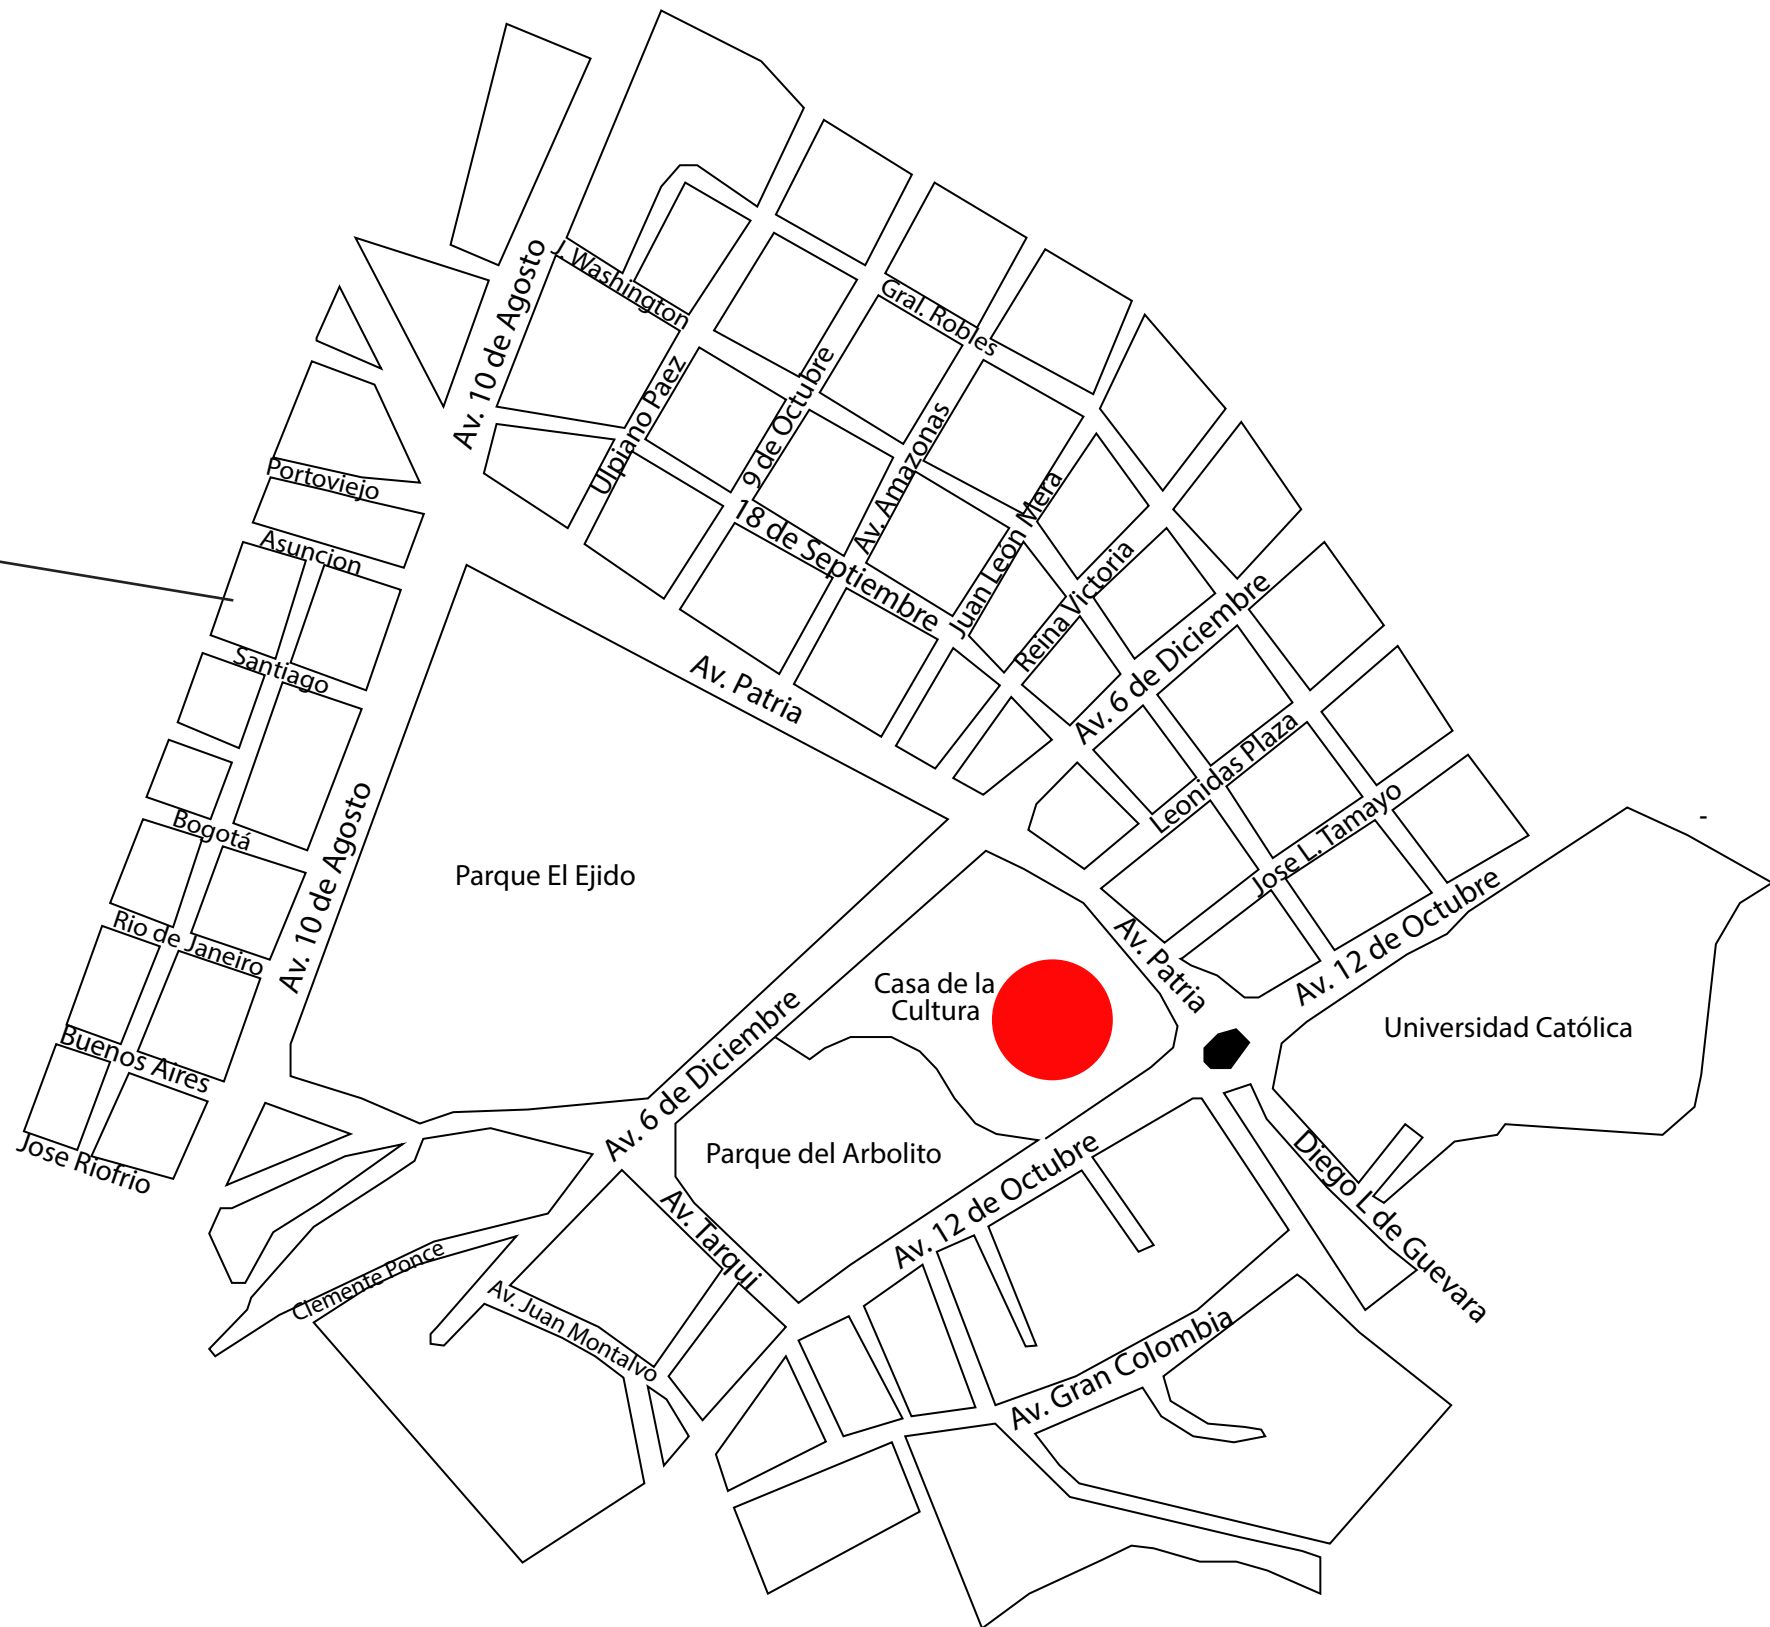 J. Washington
Av. 10 de Agosto
Gral. Robles
Ulpiano Paez
9 de Octubre
Av. Amazonas
Portoviejo
18 de Septiembre
Juan León Mera
Asuncion
Reina Victoria
Av. 6 de Diciembre
Santiago
Av. Patria
Leonidas Plaza
Jose L. Tamayo
Bogotá
Av. 10 de Agosto
Parque El Ejido
Av. 12 de Octubre
Rio de Janeiro
Av. Patria
Casa de la
Cultura
Universidad Católica
Buenos Aires
Av. 6 de Diciembre
Jose Riofrio
Parque del Arbolito
Av. 12 de Octubre
Diego L de Guevara
Av. Tarqui
Clemente Ponce
Av. Juan Montalvo
Av. Gran Colombia